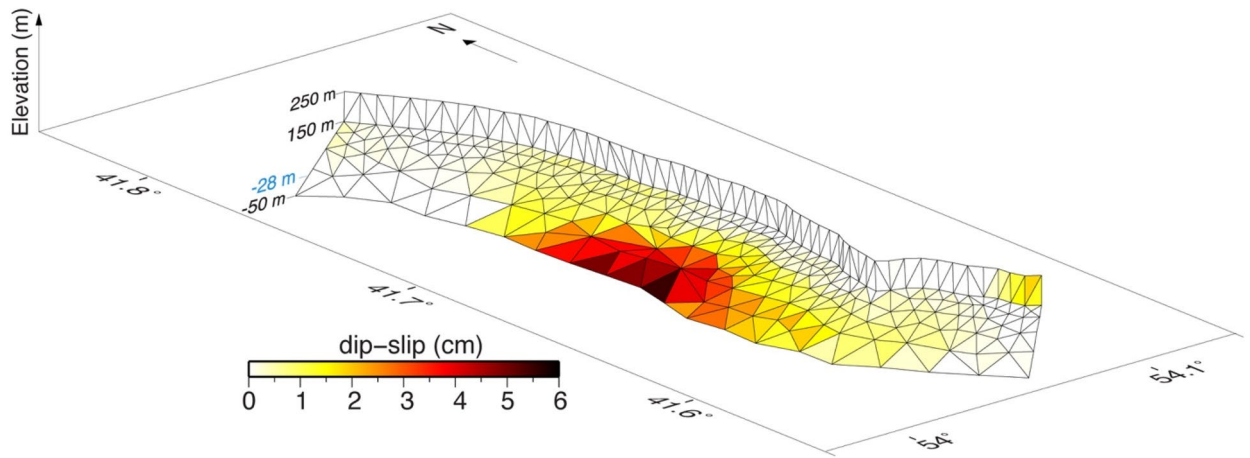 Elevation (m)
N
250 m
150 m
-28 m
-50 m
41.8°
41.7°
41.6°
54°
54.1°
dip-slip (cm)
0 1 2 3 4 5 6